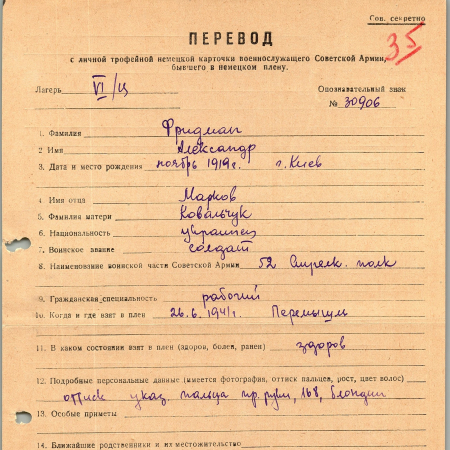 Сов. секретно
35
ПЕРЕВОД
с личной трофейной немецкой карточки военнослужащего Советской Армии,
бывшего в немецком плену.
Лагерь VI/ц Опознавательный знак
№ 30906
1. Фамилия Фридман
2 Имя Александр
3. Дата и место рождения ноябрь 1919г. г. Киев
4. Имя отца Марков
5. Фамилия матери Ковальчук
6. Национальность украинец
7. Воинское звание солдат
8. Наименование воинской части Советской Армии 52 стрелк. полк
9. Гражданская специальность рабочий
10. Когда и где взят в плен 26.6.1941г. Перемышль
11. В каком состоянии взят в плен (здоров, болен, ранен) здоров
12. Подробные персональные данные (имеется фотография, оттиск пальцев, рост, цвет волос)
оттиск указ. пальца пр. руки, 168, блондин
13. Особые приметы
14. Ближайшие родственники и их местожительство